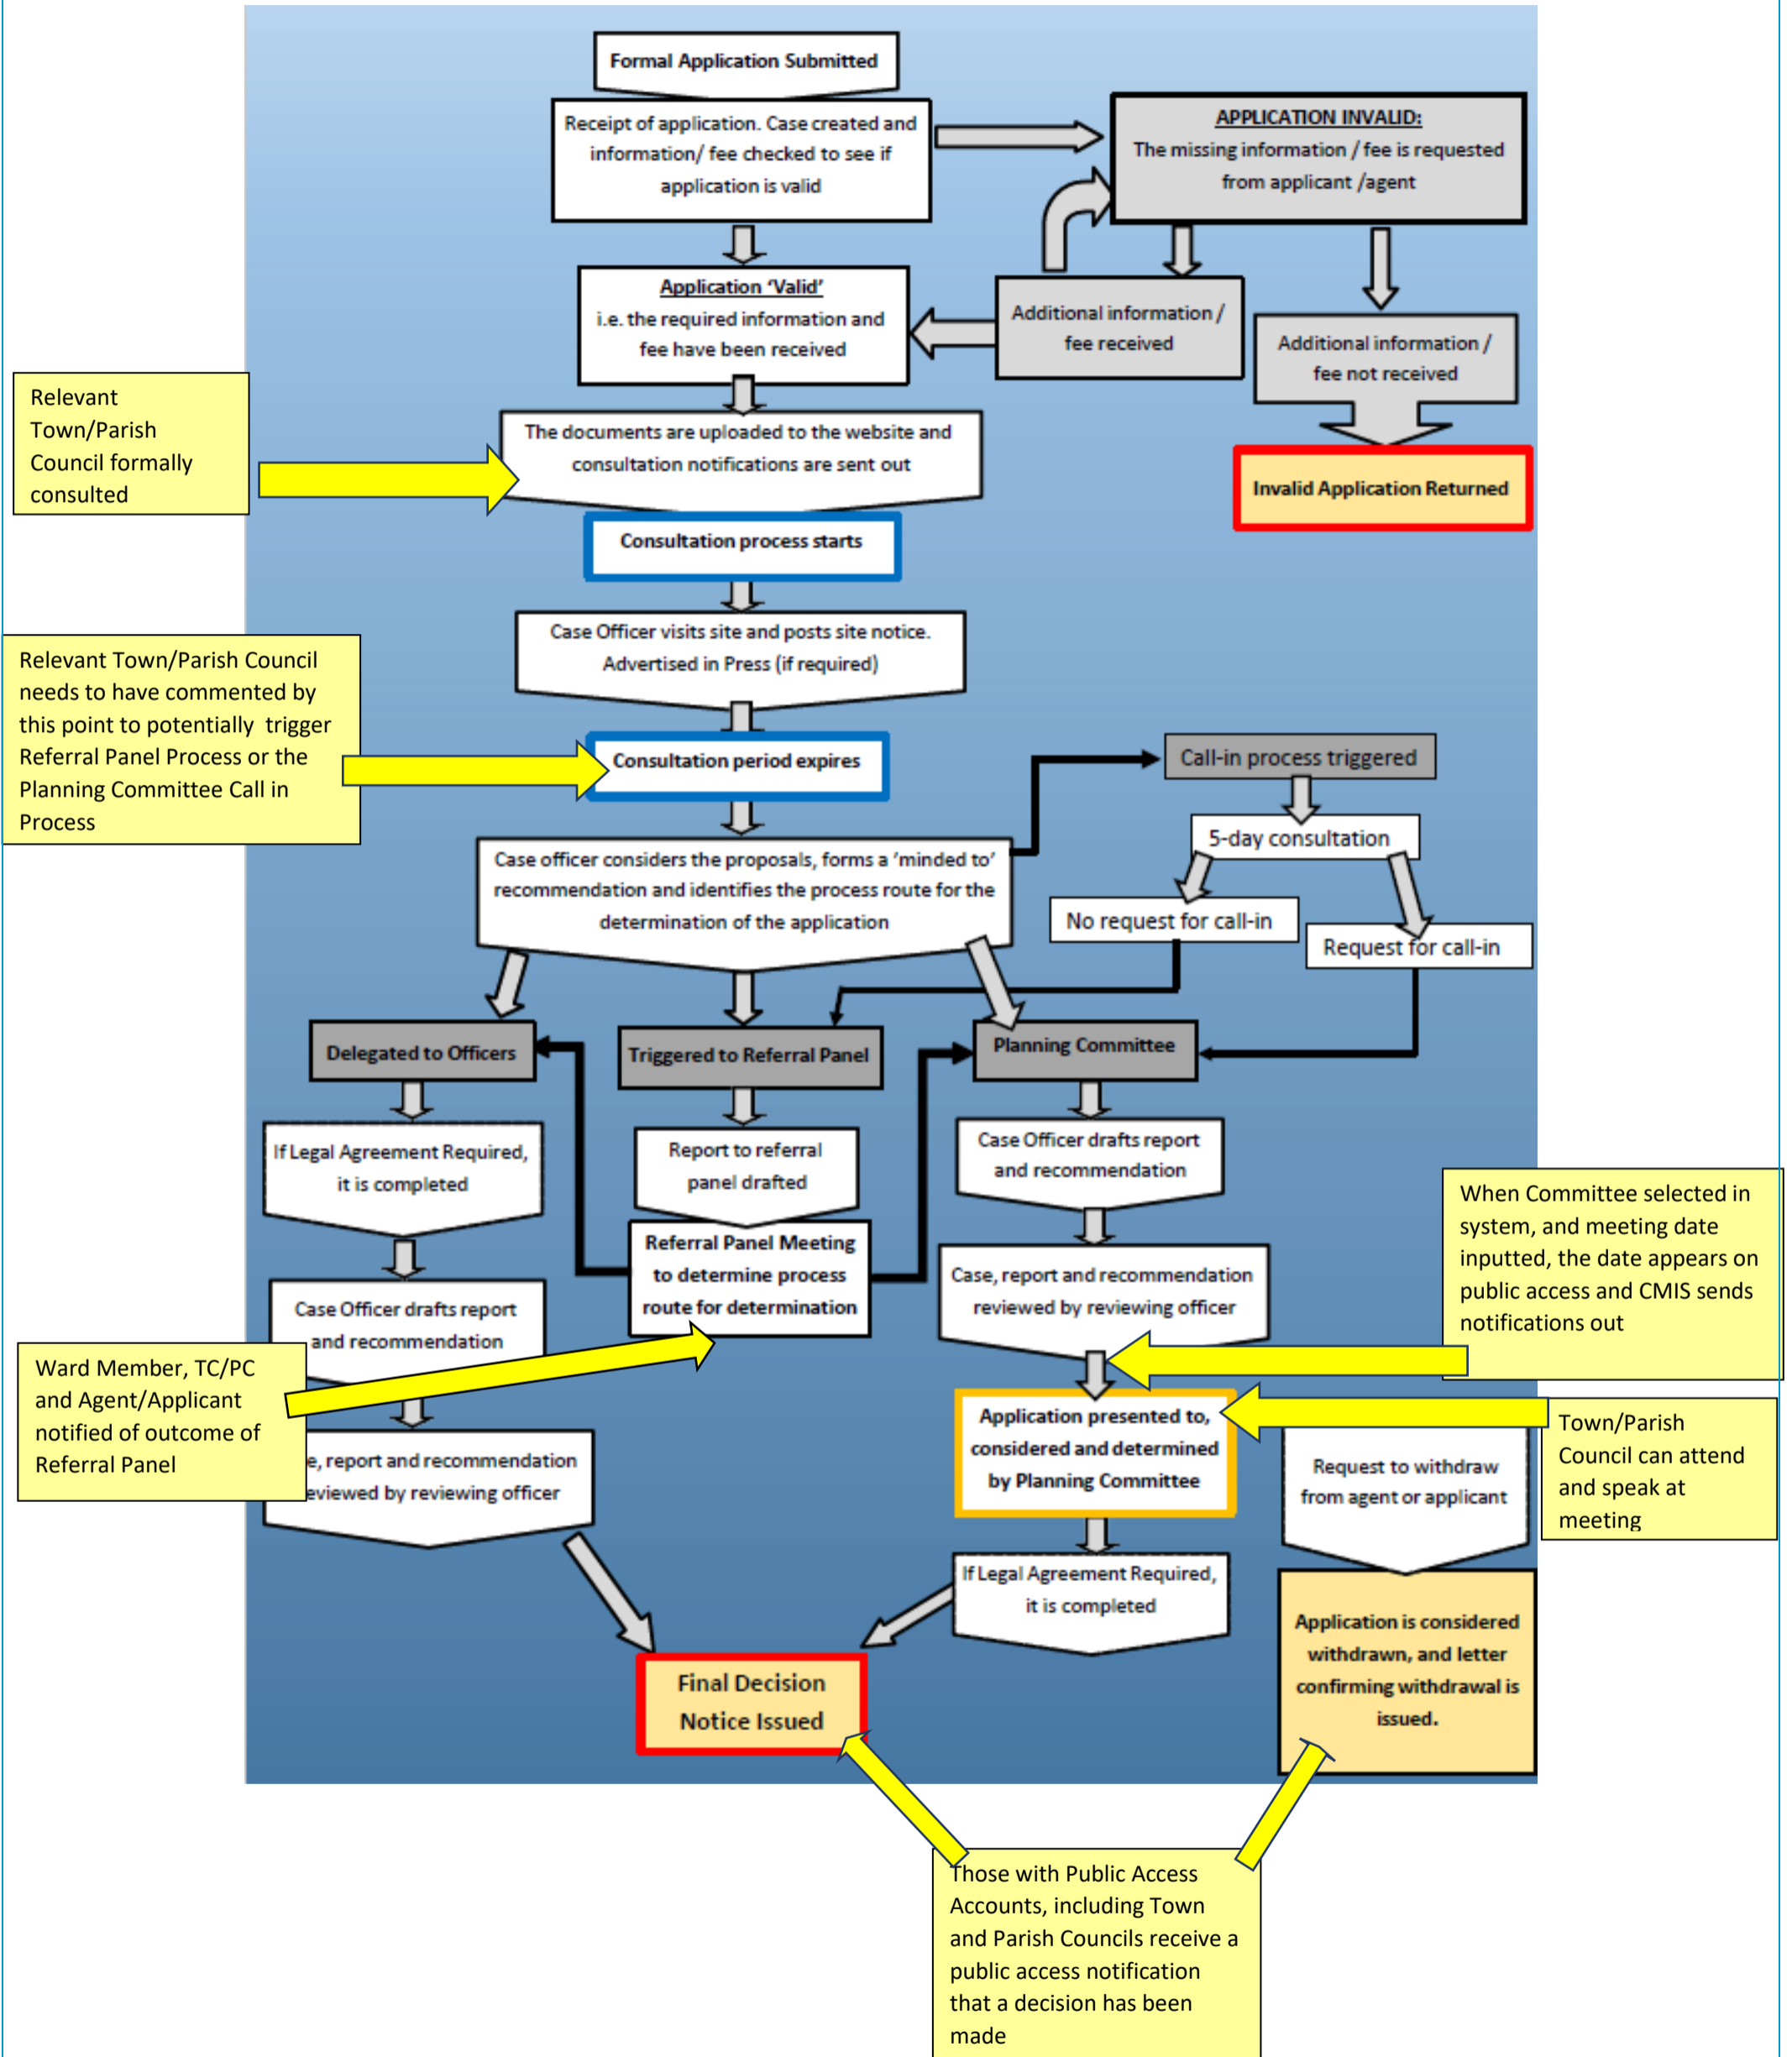 Formal Application Submitted
Receipt of application. Case created and
information/ fee checked to see if
application is valid
APPLICATION INVALID:
The missing information / fee is requested
from applicant /agent
Application ‘Valid’
i.e. the required information and
fee have been received
Additional information /
fee received
Additional information /
fee not received
Invalid Application Returned
Relevant
Town/Parish
Council formally
consulted
The documents are uploaded to the website and
consultation notifications are sent out
Consultation process starts
Case Officer visits site and posts site notice.
Advertised in Press (if required)
Relevant Town/Parish Council
needs to have commented by
this point to potentially trigger
Referral Panel Process or the
Planning Committee Call in
Process
Consultation period expires
Call-in process triggered
5-day consultation
No request for call-in
Request for call-in
Case officer considers the proposals, forms a ‘minded to’
recommendation and identifies the process route for the
determination of the application
Delegated to Officers
Triggered to Referral Panel
Planning Committee
If Legal Agreement Required,
it is completed
Report to referral
panel drafted
Case Officer drafts report
and recommendation
Referral Panel Meeting
to determine process
route for determination
Case, report and recommendation
reviewed by reviewing officer
When Committee selected in
system, and meeting date
inputted, the date appears on
public access and CMIS sends
notifications out
Case Officer drafts report
and recommendation
Ward Member, TC/PC
and Agent/Applicant
notified of outcome of
Referral Panel
e, report and recommendation
eviewed by reviewing officer
Application presented to,
considered and determined
by Planning Committee
Request to withdraw
from agent or applicant
Town/Parish
Council can attend
and speak at
meeting
If Legal Agreement Required,
it is completed
Application is considered
withdrawn, and letter
confirming withdrawal is
issued.
Final Decision
Notice Issued
Those with Public Access
Accounts, including Town
and Parish Councils receive a
public access notification
that a decision has been
made